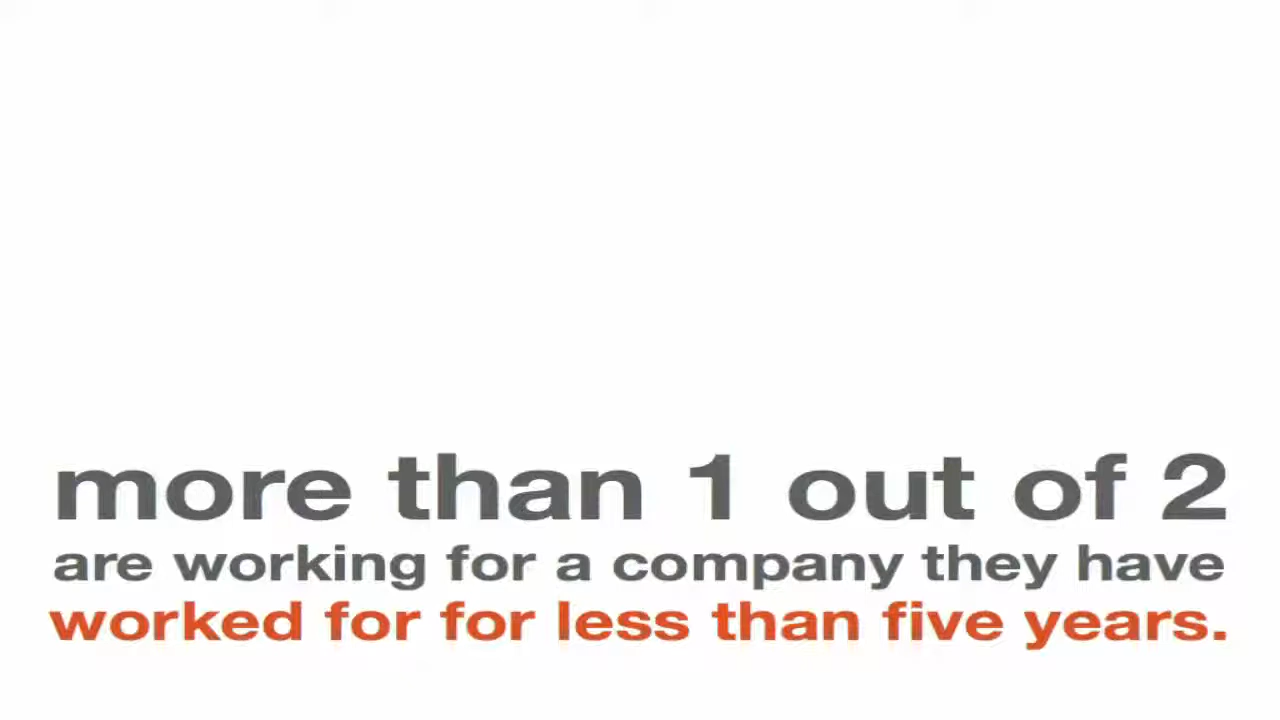 more than 1 out of 2
are working for a company they have
worked for for less than five years.